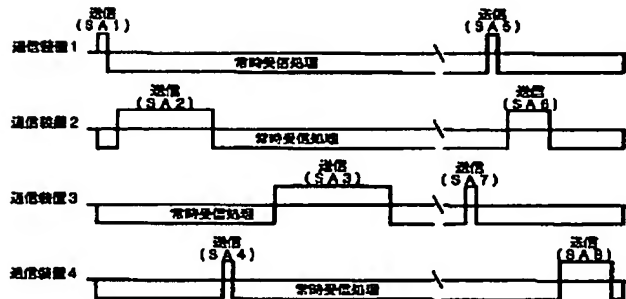 送信
(SA1)
送信
(SA5)
通信装置1
常時受信処理
送信
(SA2)
送信
(SA6)
通信装置2
常時受信処理
送信
(SA3)
送信
(SA7)
通信装置3
常時受信処理
送信
(SA4)
送信
(SA8)
通信装置4
常時受信処理